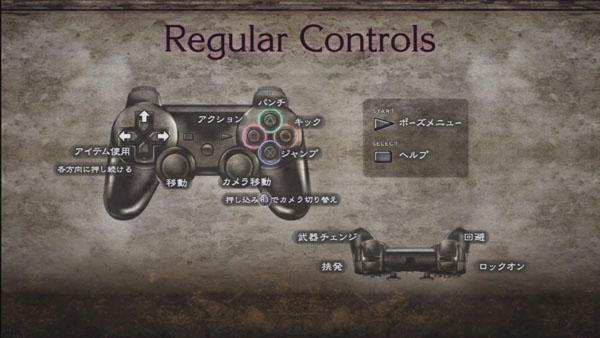 Regular Controls
パンチ
アクション
キック
アイテム使用
ジャンプ
各方向に押し続ける
移動
カメラ移動
押し込み R3 でカメラ切り替え
START
ポーズメニュー
SELECT
ヘルプ
武器チェンジ
回避
挑発
ロックオン